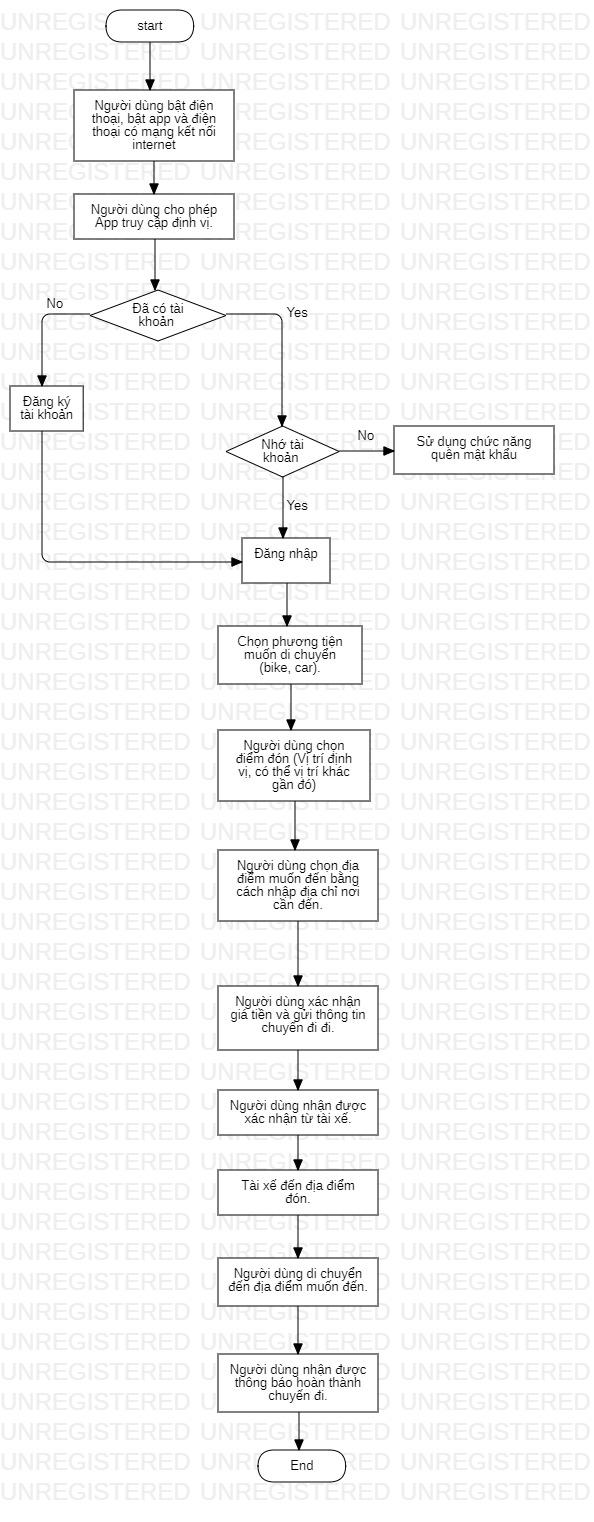 start
Người dùng bật điện
thoại, bật app và điện
thoại có mạng kết nối
internet
Người dùng cho phép
App truy cập định vị.
Đã có tài
khoản
No
Yes
Đăng ký
tài khoản
Nhớ tài
khoản
No
Sử dụng chức năng
quên mật khẩu
Yes
Đăng nhập
Chọn phương tiện
muốn di chuyển
(bike, car).
Người dùng chọn
điểm đón (Vị trí định
vị, có thể vị trí khác
gần đó)
Người dùng chọn địa
điểm muốn đến bằng
cách nhập địa chỉ nơi
cần đến.
Người dùng xác nhận
giá tiền và gửi thông tin
chuyến đi đi.
Người dùng nhận được
xác nhận từ tài xế.
Tài xế đến địa điểm
đón.
Người dùng di chuyển
đến địa điểm muốn đến.
Người dùng nhận được
thông báo hoàn thành
chuyến đi.
End
UNREGISTERED